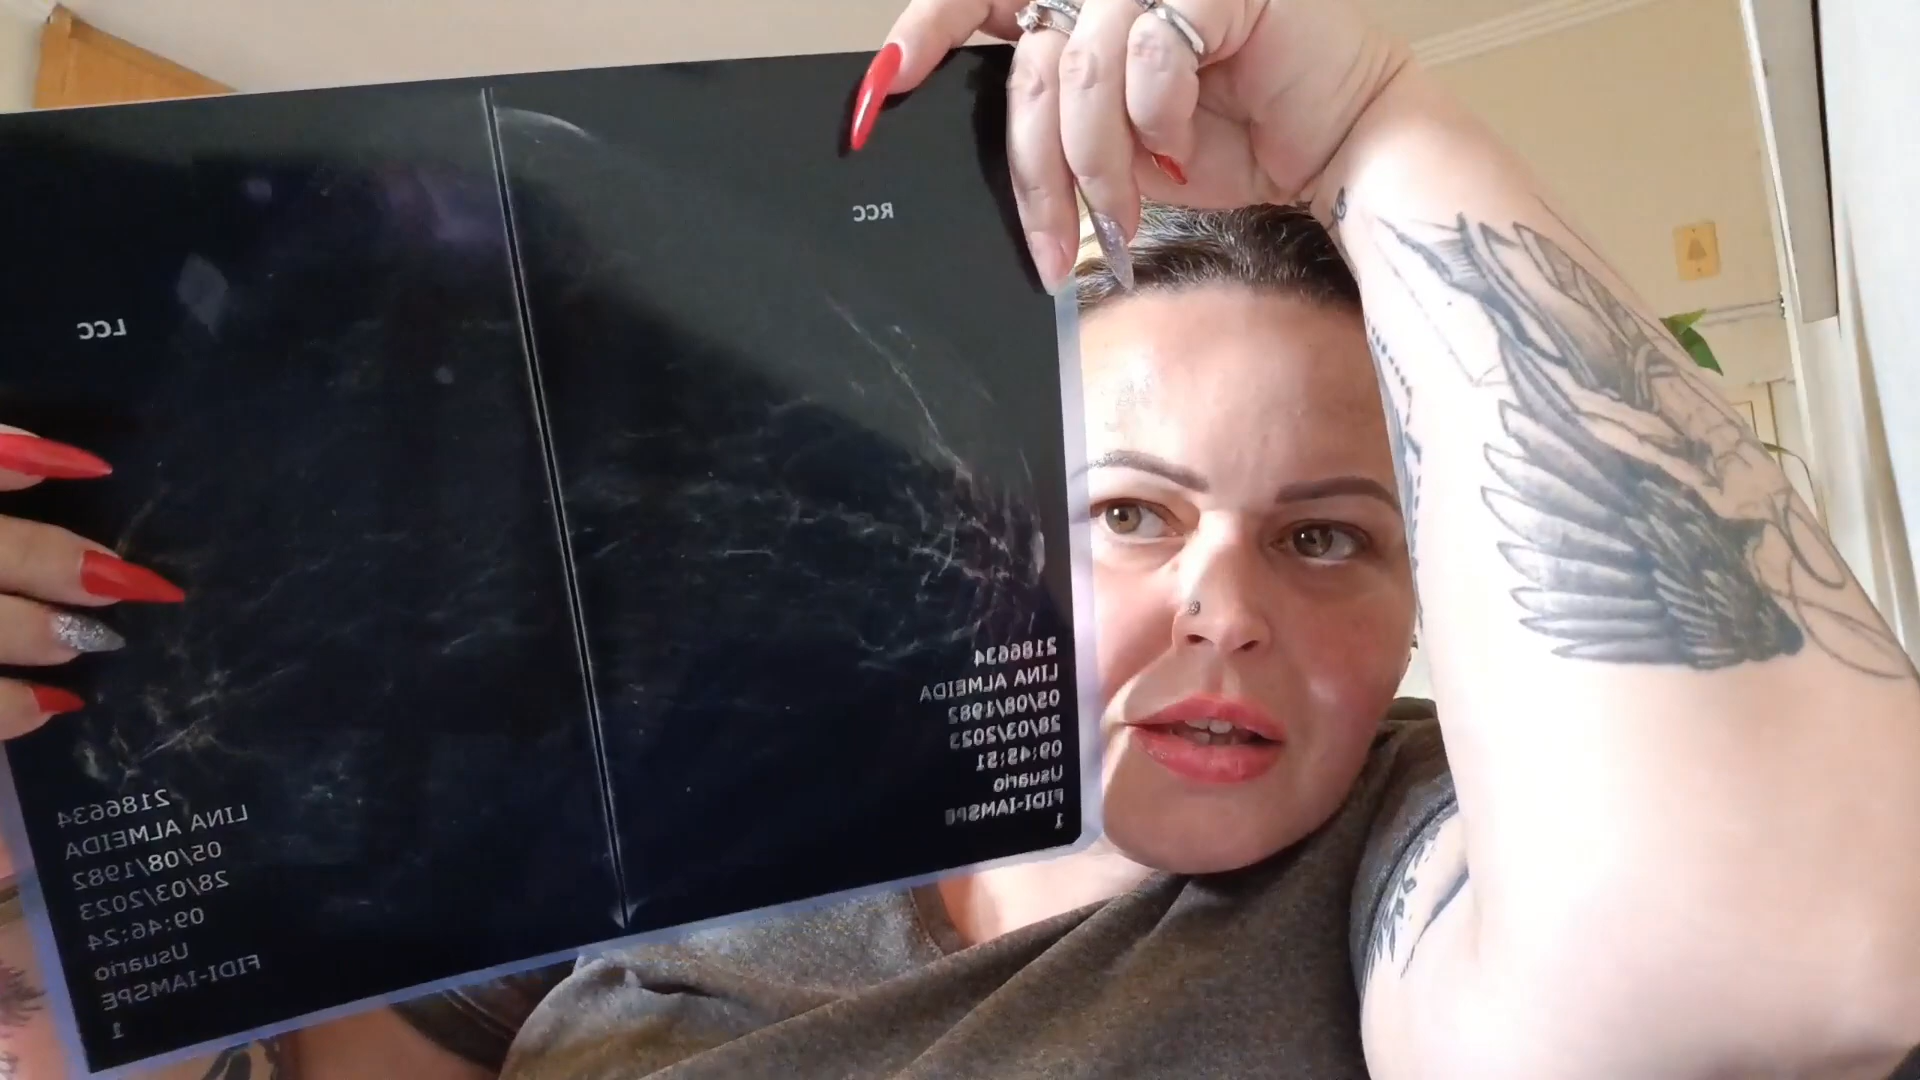 RCC
LCC
2186634
LINA ALMEIDA
05/08/1982
28/03/2023
09:45:51
Usuario
FIDI-IAMSPE
1
2186634
LINA ALMEIDA
05/08/1982
28/03/2023
09:46:24
Usuario
FIDI-IAMSPE
1